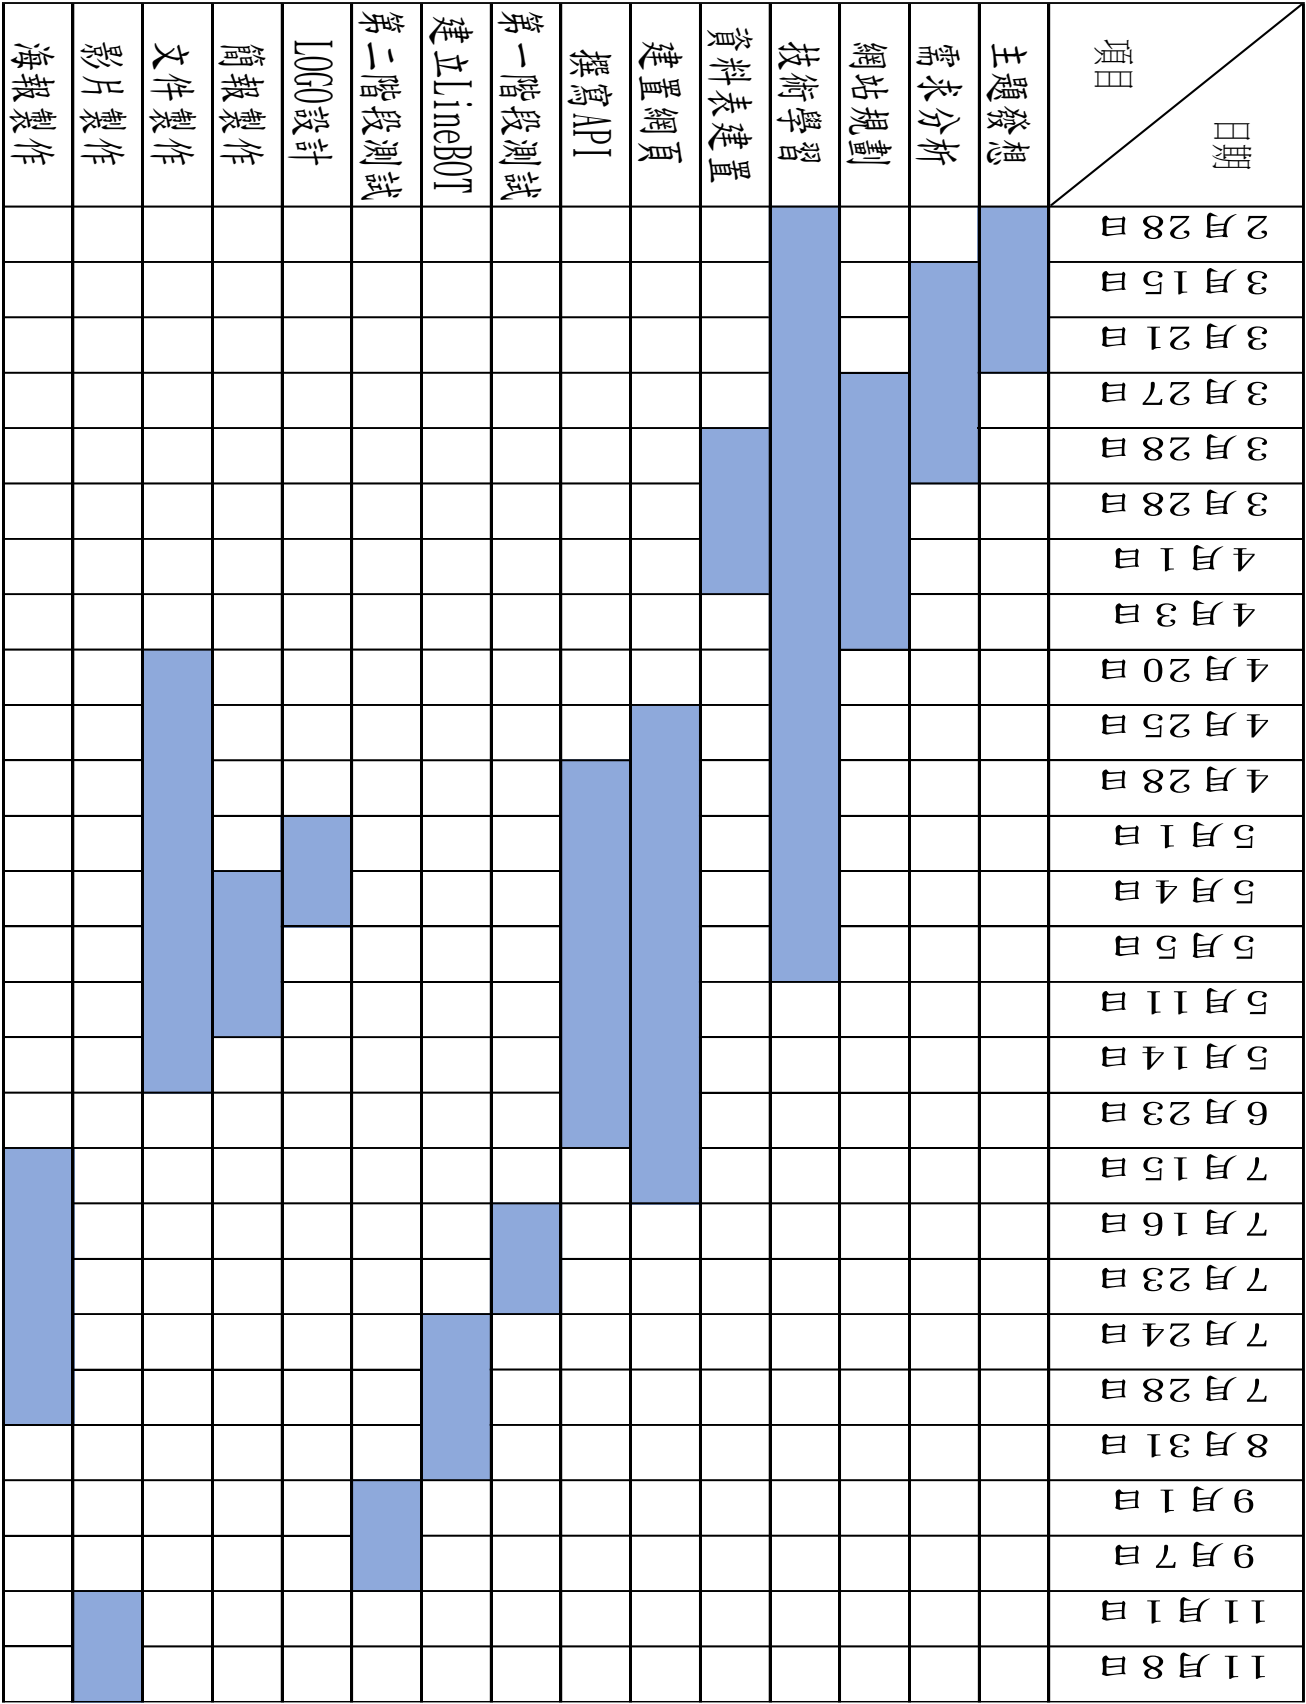 項目
日期
2月28日
3月15日
3月21日
3月27日
3月28日
3月28日
4月1日
4月3日
4月20日
4月25日
4月28日
5月1日
5月4日
5月5日
5月11日
5月14日
6月23日
7月15日
7月16日
7月23日
7月24日
7月28日
8月31日
9月1日
9月7日
11月1日
11月8日
主題發想
需求分析
網站規劃
技術學習
資料表建置
建置網頁
撰寫API
第一階段測試
建立LineBOT
第二階段測試
LOGO設計
簡報製作
文件製作
影片製作
海報製作